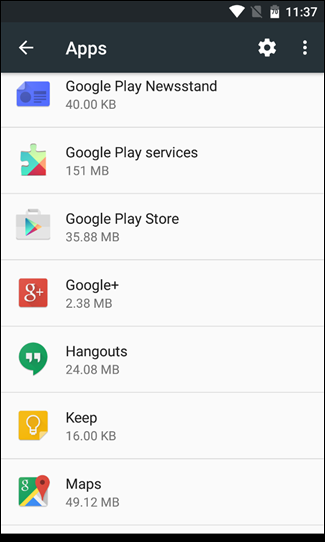 11:37
Apps
Google Play Newsstand
40.00 KB
Google Play services
151 MB
Google Play Store
35.88 MB
Google+
2.38 MB
Hangouts
24.08 MB
Keep
16.00 KB
Maps
49.12 MB